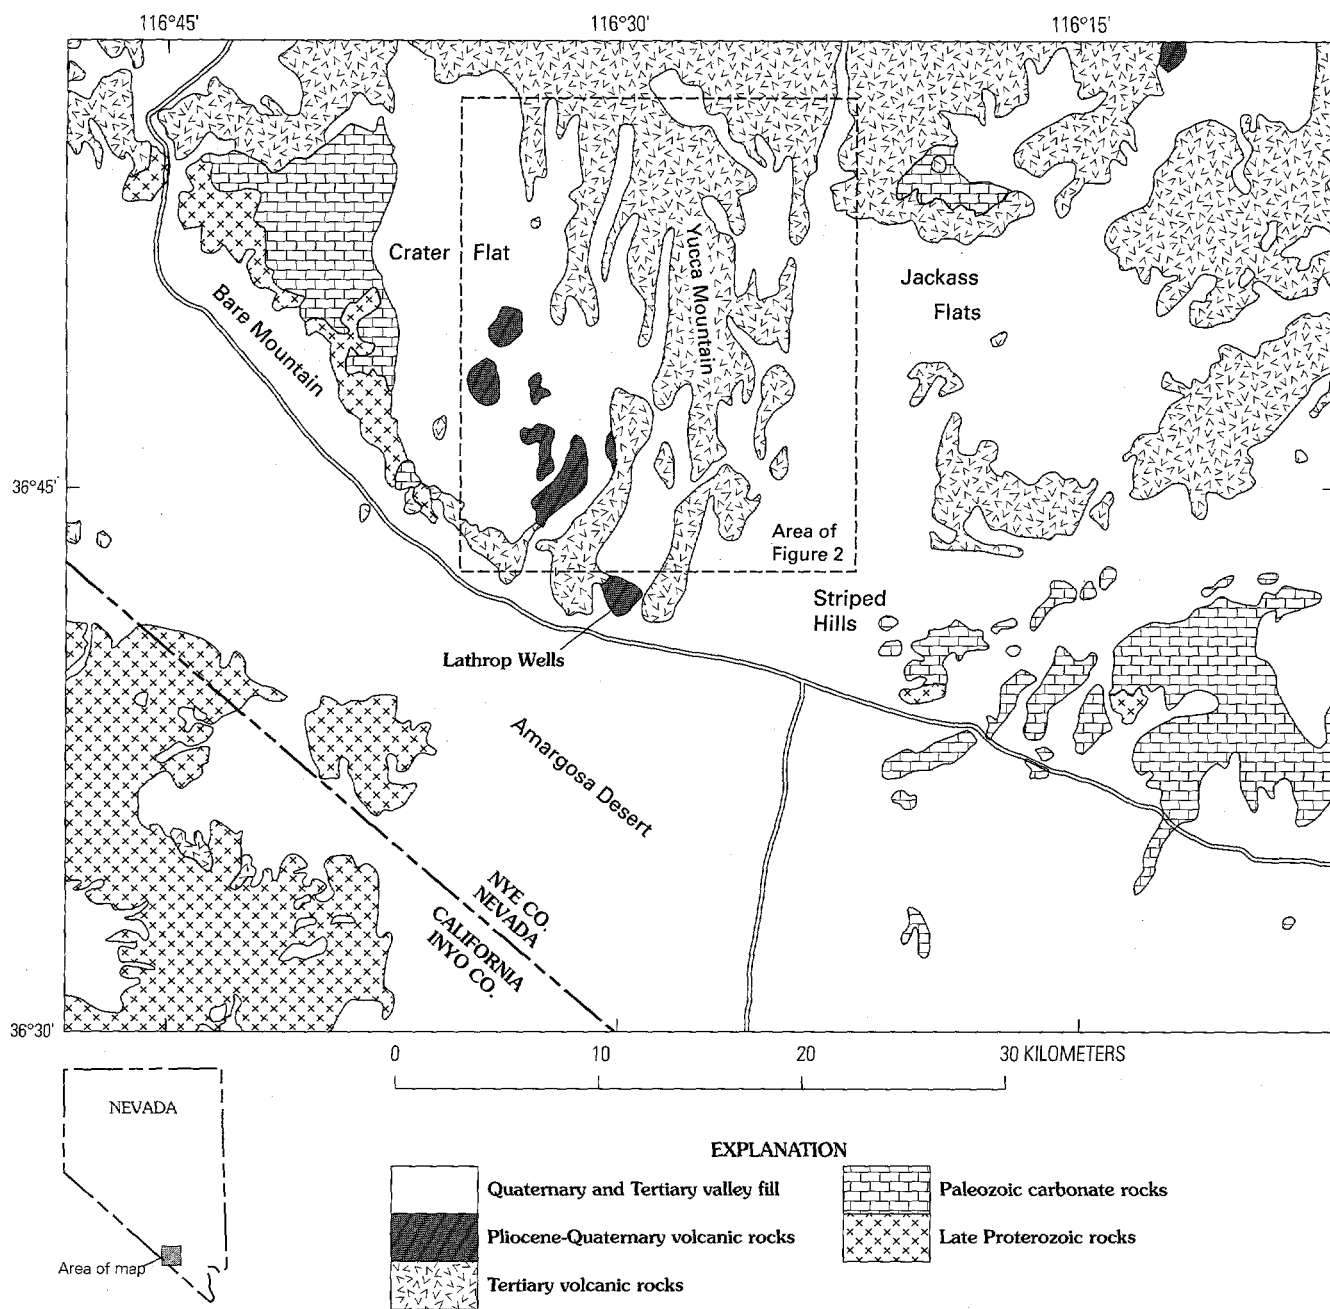 116°45'
116°30'
116°15'
Crater
Flat
Yucca Mountain
Jackass
Flats
Bare Mountain
36°45'
Area of
Figure 2
Striped
Hills
Lathrop Wells
Amargosa Desert
NYE CO.
NEVADA
CALIFORNIA
INYO CO.
36°30'
0
10
20
30 KILOMETERS
NEVADA
Area of map
EXPLANATION
Quaternary and Tertiary valley fill
Pliocene-Quaternary volcanic rocks
Tertiary volcanic rocks
Paleozoic carbonate rocks
Late Proterozoic rocks